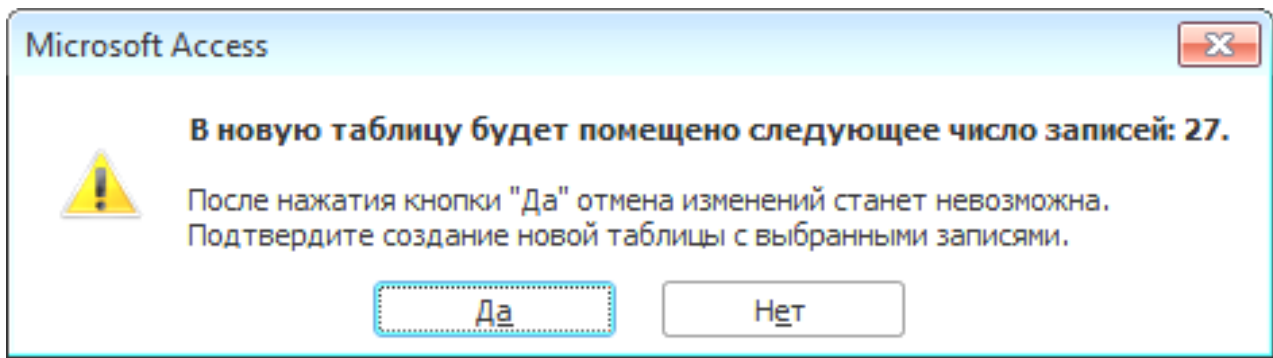 Microsoft Access
В новую таблицу будет помещено следующее число записей: 27.
После нажатия кнопки "Да" отмена изменений станет невозможна.
Подтвердите создание новой таблицы с выбранными записями.
Да
Нет